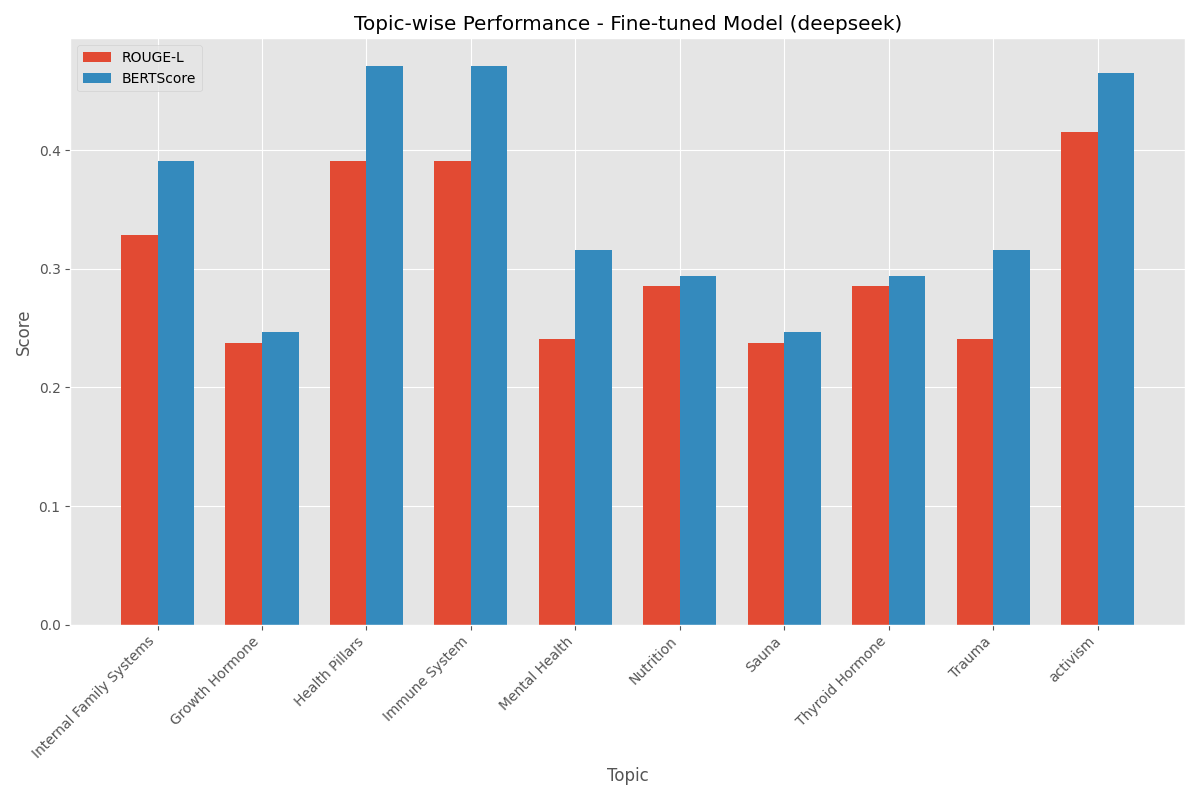 Topic-wise Performance - Fine-tuned Model (deepseek)
ROUGE-L
BERTScore
Score
0.4
0.3
0.2
0.1
0.0
Internal Family Systems
Growth Hormone
Health Pillars
Immune System
Mental Health
Nutrition
Sauna
Thyroid Hormone
Trauma
activism
Topic